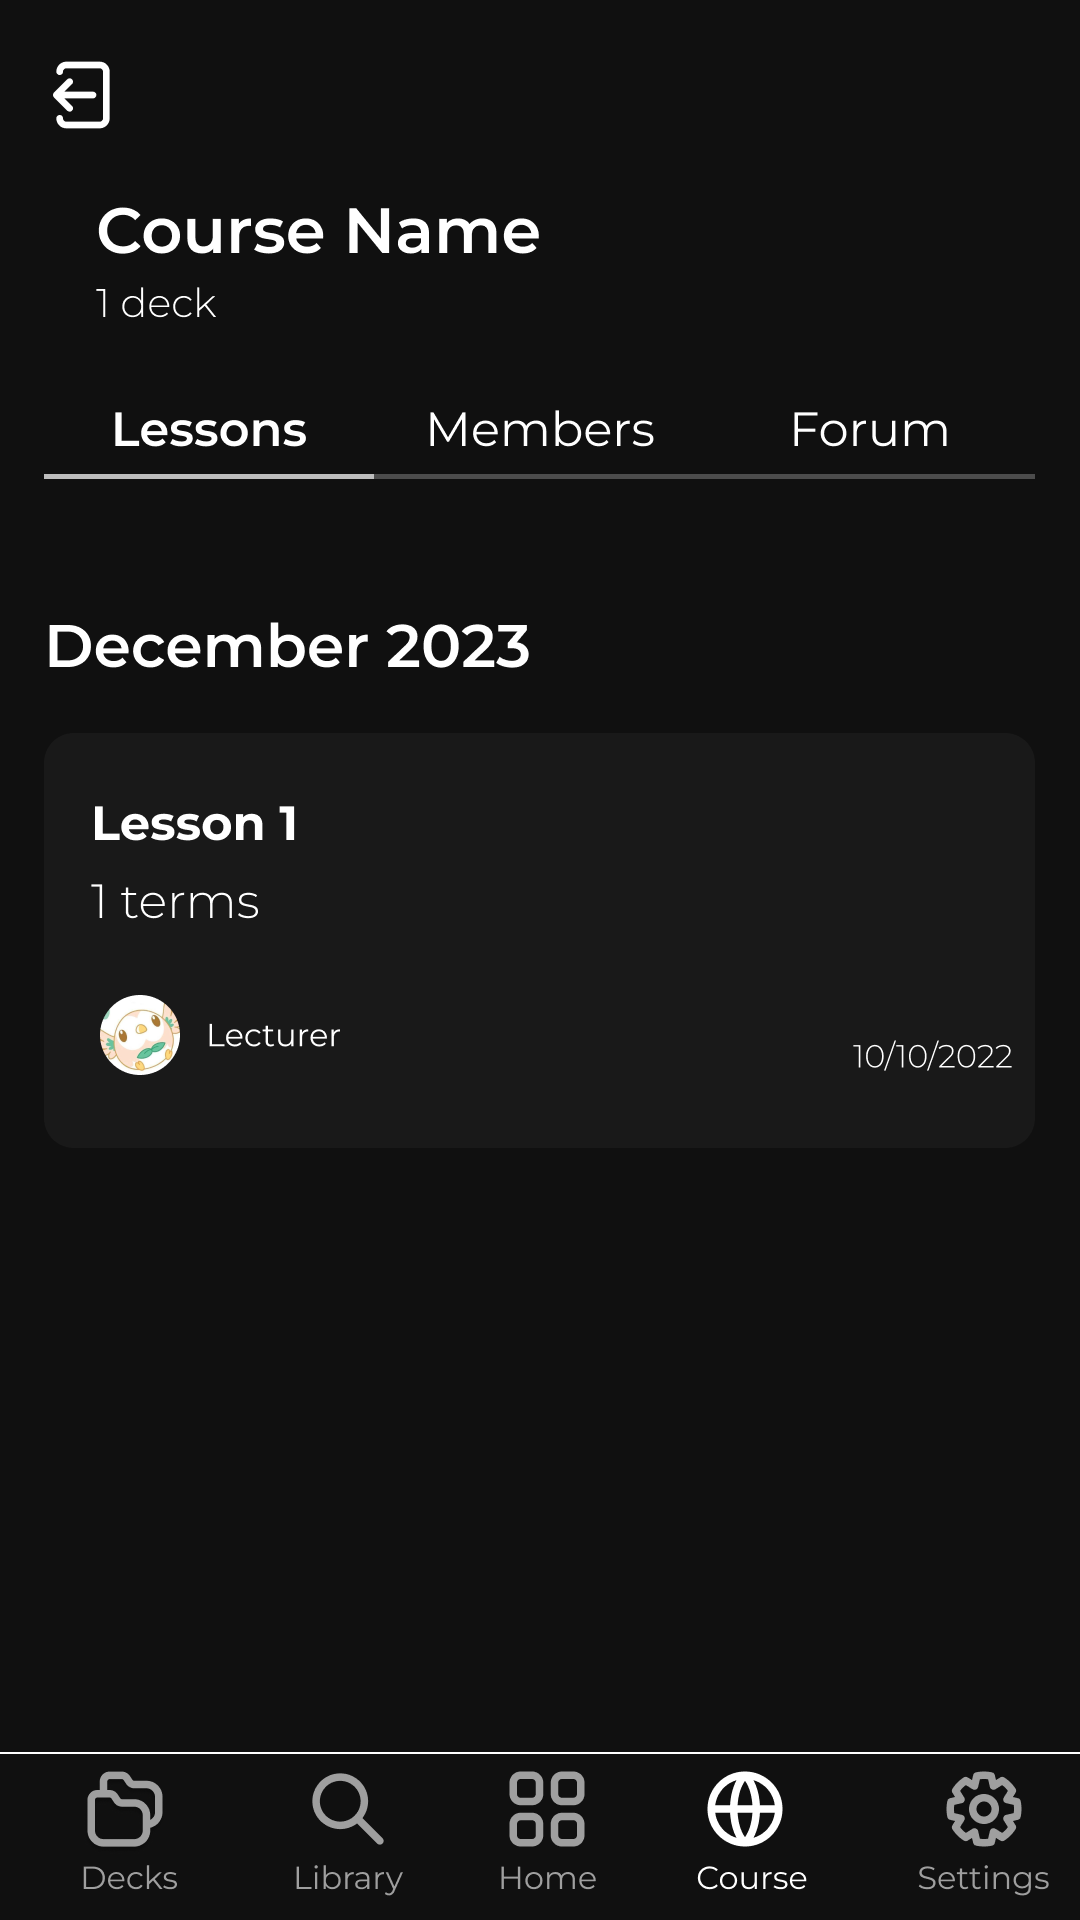 Course Name
1 deck
Lessons Members Forum
December 2023
Lesson 1
1 terms
Lecturer
10/10/2022
Decks Library Home Course Settings